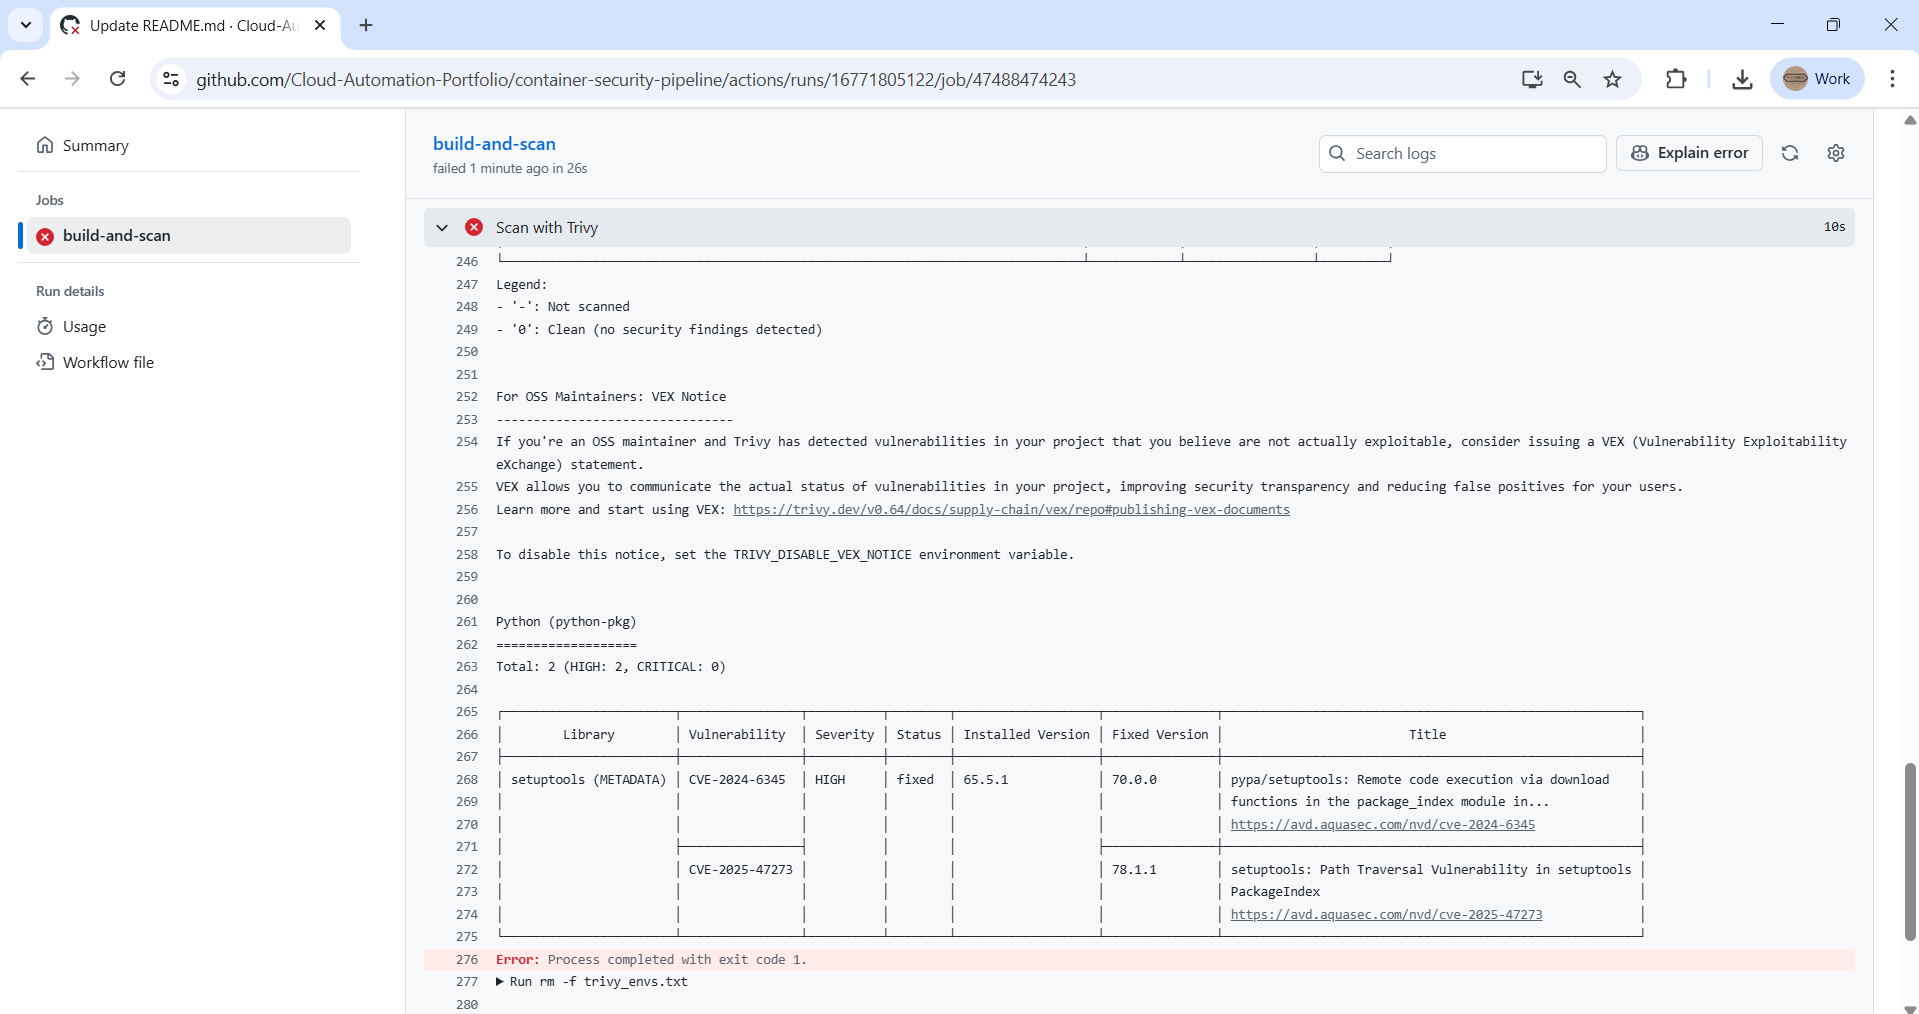 Update README.md · Cloud-Au
github.com/Cloud-Automation-Portfolio/container-security-pipeline/actions/runs/16771805122/job/47488474243
Work
Summary
Jobs
build-and-scan
Run details
Usage
Workflow file
build-and-scan
failed 1 minute ago in 26s
Search logs
Explain error
Scan with Trivy
10s
246
247 Legend:
248 - '-': Not scanned
249 - '0': Clean (no security findings detected)
250
251
252 For OSS Maintainers: VEX Notice
253 --------------------------------
254 If you're an OSS maintainer and Trivy has detected vulnerabilities in your project that you believe are not actually exploitable, consider issuing a VEX (Vulnerability Exploitability
eXchange) statement.
255 VEX allows you to communicate the actual status of vulnerabilities in your project, improving security transparency and reducing false positives for your users.
256 Learn more and start using VEX: https://trivy.dev/v0.64/docs/supply-chain/vex/repo#publishing-vex-documents
257
258 To disable this notice, set the TRIVY_DISABLE_VEX_NOTICE environment variable.
259
260
261 Python (python-pkg)
262 ===================
263 Total: 2 (HIGH: 2, CRITICAL: 0)
264
265
266 Library Vulnerability Severity Status Installed Version Fixed Version Title
267
268 setuptools (METADATA) CVE-2024-6345 HIGH fixed 65.5.1 70.0.0 pypa/setuptools: Remote code execution via download
269 functions in the package_index module in...
270 https://avd.aquasec.com/nvd/cve-2024-6345
271
272 CVE-2025-47273 78.1.1 setuptools: Path Traversal Vulnerability in setuptools
273 PackageIndex
274 https://avd.aquasec.com/nvd/cve-2025-47273
275
276 Error: Process completed with exit code 1.
277 Run rm -f trivy_envs.txt
280